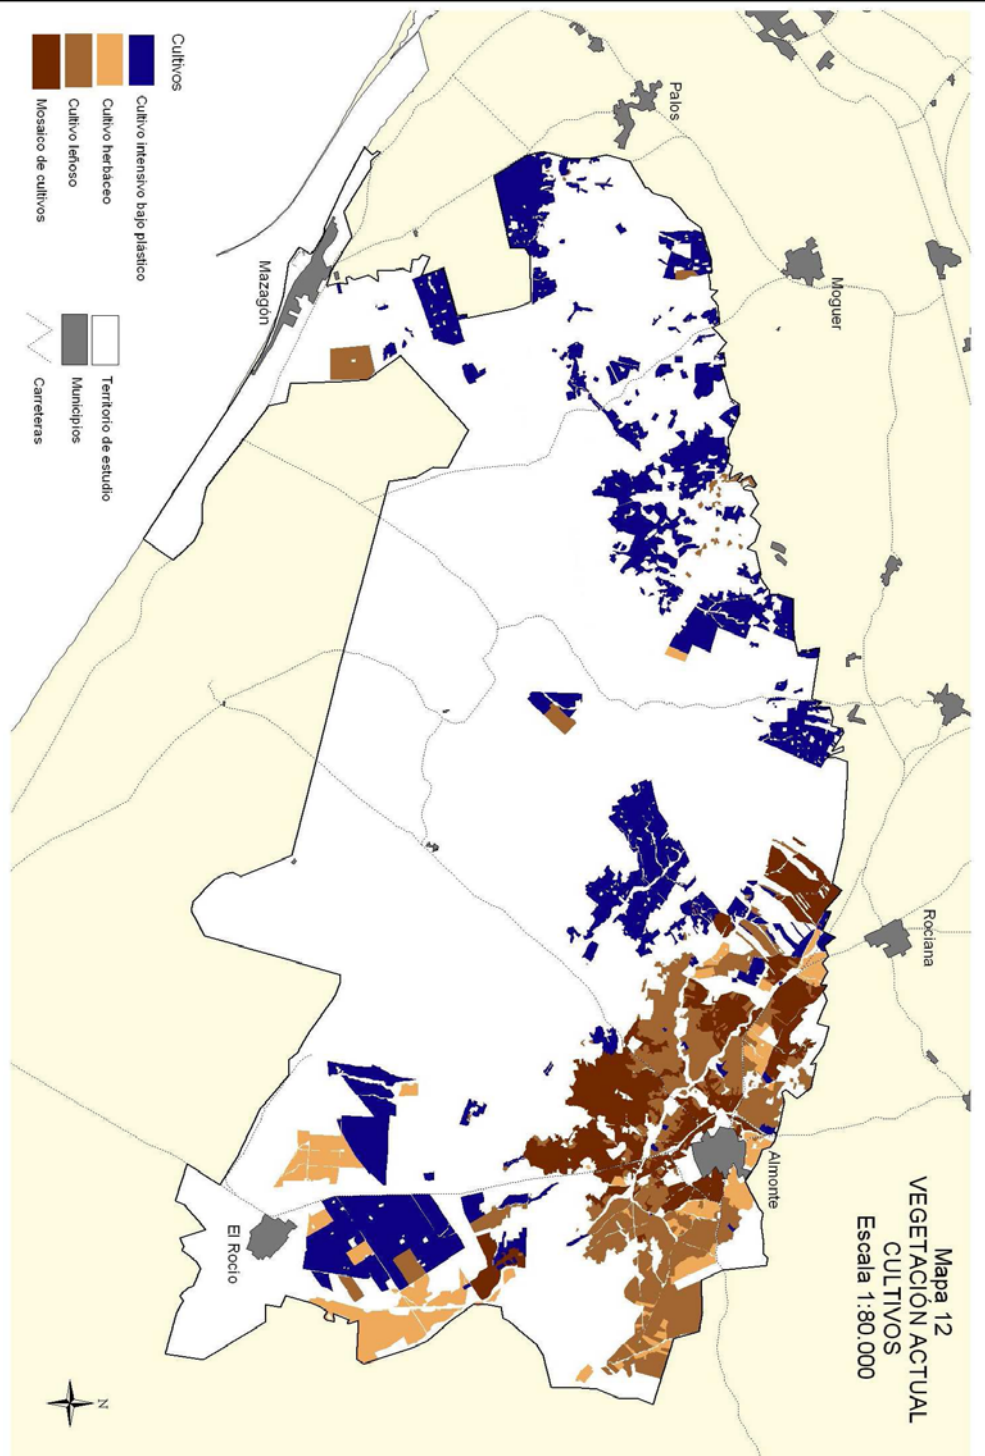 Mapa 12
VEGETACIÓN ACTUAL
CULTIVOS
Escala 1:80.000
Palos
Moguer
Rociana
Almonte
Mazagón
El Rocío
N
Cultivos
Cultivo intensivo bajo plástico
Cultivo herbáceo
Cultivo leñoso
Mosaico de cultivos
Territorio de estudio
Municipios
Carreteras